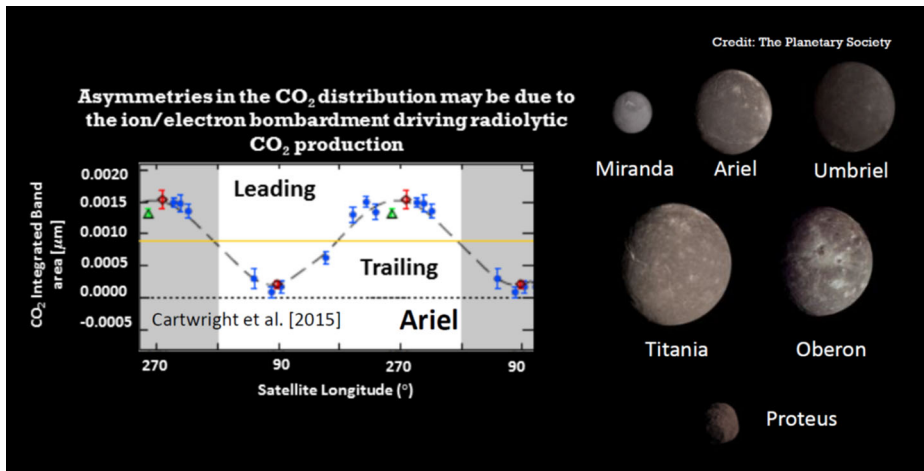 Credit: The Planetary Society
Asymmetries in the CO₂ distribution may be due to
the ion/electron bombardment driving radiolytic
CO₂ production
Miranda
Ariel
Umbriel
CO₂ Integrated Band
area [μm]
0.0020
0.0015
0.0010
0.0005
0.0000
-0.0005
Leading
Trailing
Cartwright et al. [2015]
Ariel
270
90
270
90
Satellite Longitude (°)
Titania
Oberon
Proteus